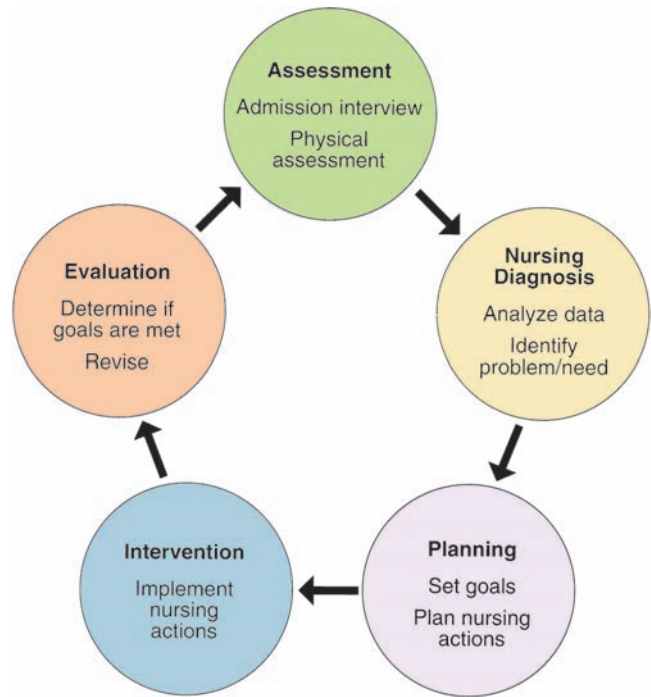 Assessment
Admission interview
Physical
assessment
Nursing
Diagnosis
Analyze data
Identify
problem/need
Planning
Set goals
Plan nursing
actions
Intervention
Implement
nursing
actions
Evaluation
Determine if
goals are met
Revise